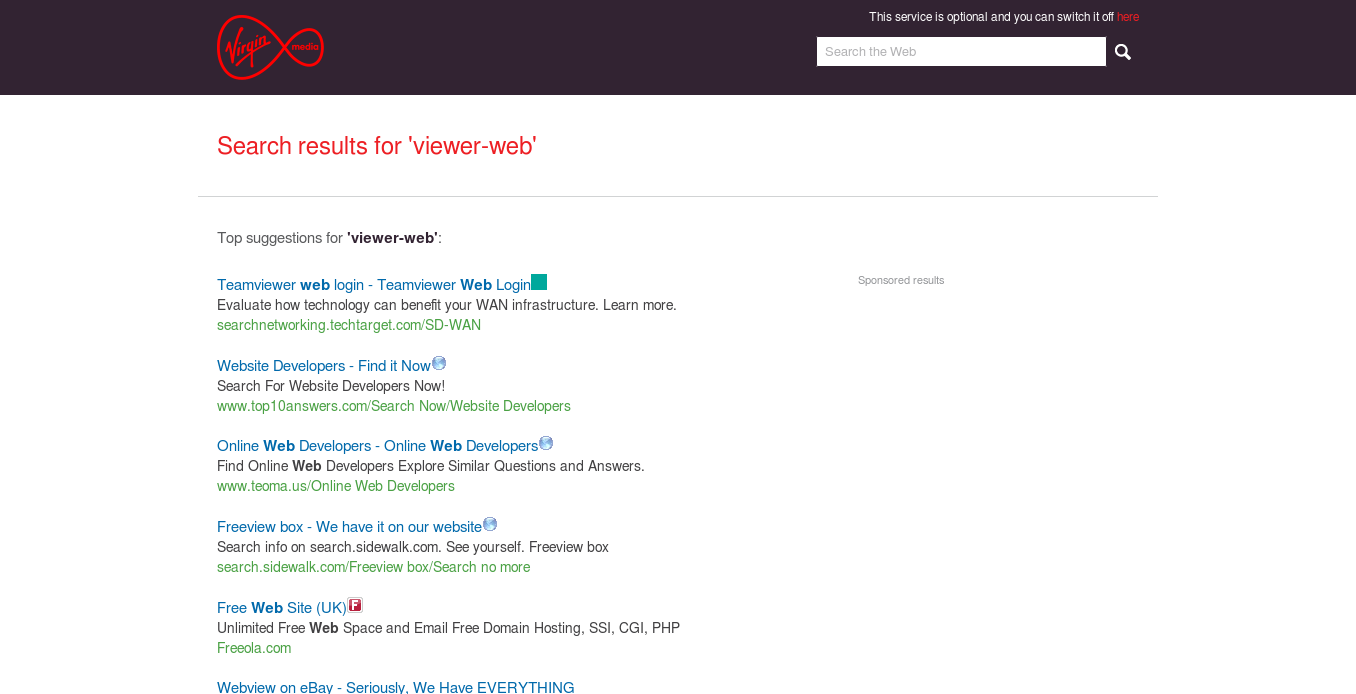 This service is optional and you can switch it off here
Virgin media
Search the Web
Search results for 'viewer-web'
Top suggestions for 'viewer-web':
Teamviewer web login - Teamviewer Web Login
Evaluate how technology can benefit your WAN infrastructure. Learn more.
searchnetworking.techtarget.com/SD-WAN
Sponsored results
Website Developers - Find it Now
Search For Website Developers Now!
www.top10answers.com/Search Now/Website Developers
Online Web Developers - Online Web Developers
Find Online Web Developers Explore Similar Questions and Answers.
www.teoma.us/Online Web Developers
Freeview box - We have it on our website
Search info on search.sidewalk.com. See yourself. Freeview box
search.sidewalk.com/Freeview box/Search no more
Free Web Site (UK)
F
Unlimited Free Web Space and Email Free Domain Hosting, SSI, CGI, PHP
Freeola.com
Webview on eBay - Seriously, We Have EVERYTHING